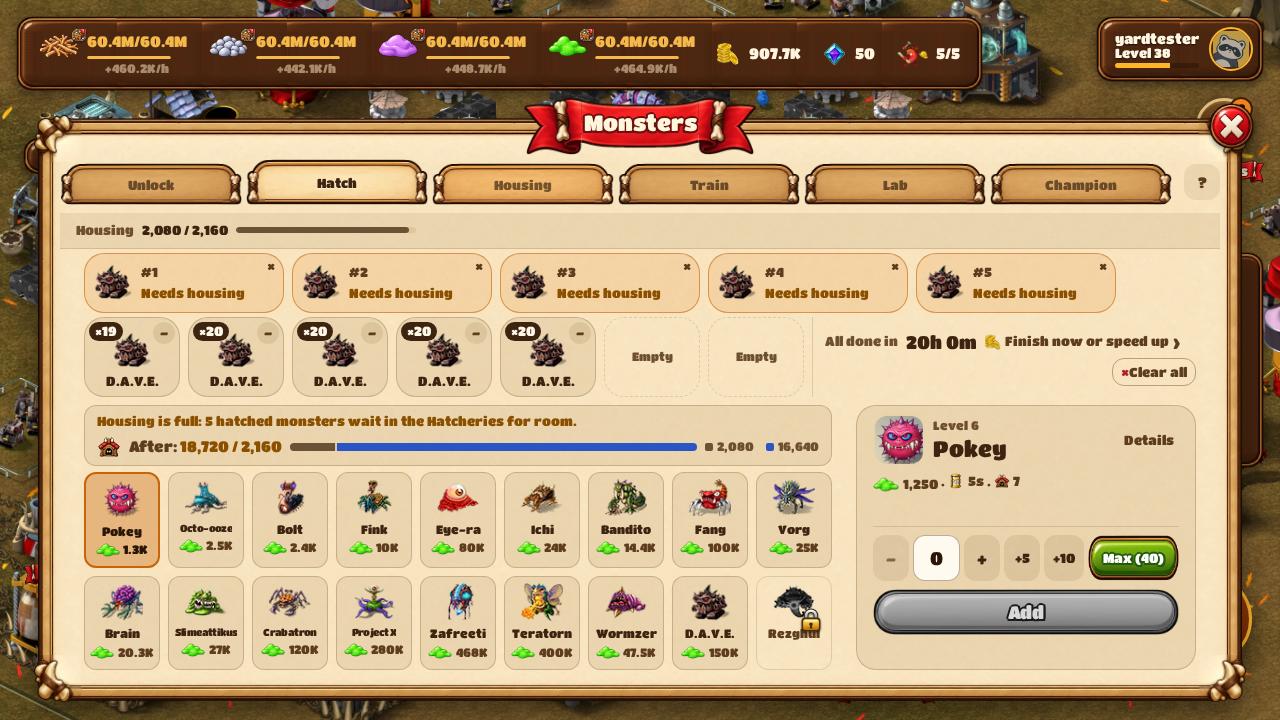 60.4M/60.4M
+460.2K/h
60.4M/60.4M
+442.1K/h
60.4M/60.4M
+448.7K/h
60.4M/60.4M
+464.9K/h
907.7K
50
5/5
yardtester
Level 38
Monsters
Unlock
Hatch
Housing
Train
Lab
Champion
?
Housing 2,080 / 2,160
#1
Needs housing
#2
Needs housing
#3
Needs housing
#4
Needs housing
#5
Needs housing
×19
D.A.V.E.
×20
D.A.V.E.
×20
D.A.V.E.
×20
D.A.V.E.
×20
D.A.V.E.
Empty
Empty
All done in 20h 0m Finish now or speed up ›
×Clear all
Housing is full: 5 hatched monsters wait in the Hatcheries for room.
After: 18,720 / 2,160
2,080
16,640
Pokey
1.3K
Octo-ooze
2.5K
Bolt
2.4K
Fink
10K
Eye-ra
80K
Ichi
24K
Bandito
14.4K
Fang
100K
Vorg
25K
Brain
20.3K
Slimeattikus
27K
Crabatron
120K
Project X
280K
Zafreeti
468K
Teratorn
400K
Wormzer
47.5K
D.A.V.E.
150K
Level 6
Pokey
Details
1,250 · 5s · 7
− 0 + +5 +10 Max (40)
Add